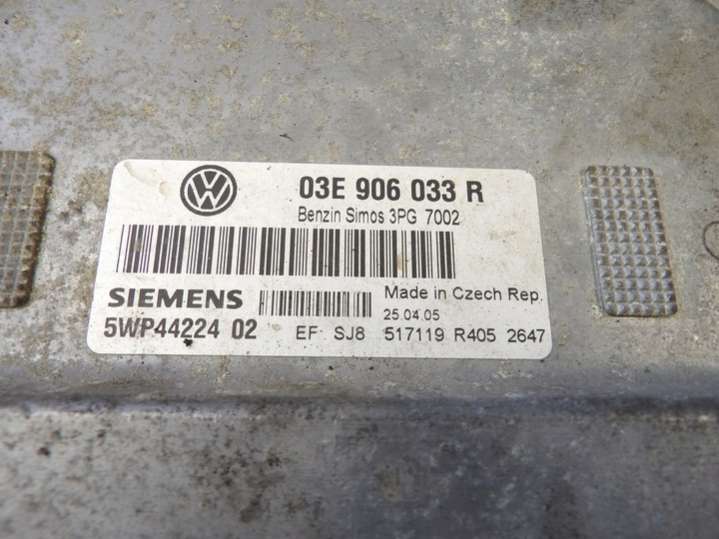 03E 906 033 R
Benzin Simos 3PG 7002
SIEMENS
Made in Czech Rep.
25.04.05
5WP44224 02
EF SJ8 517119 R405 2647